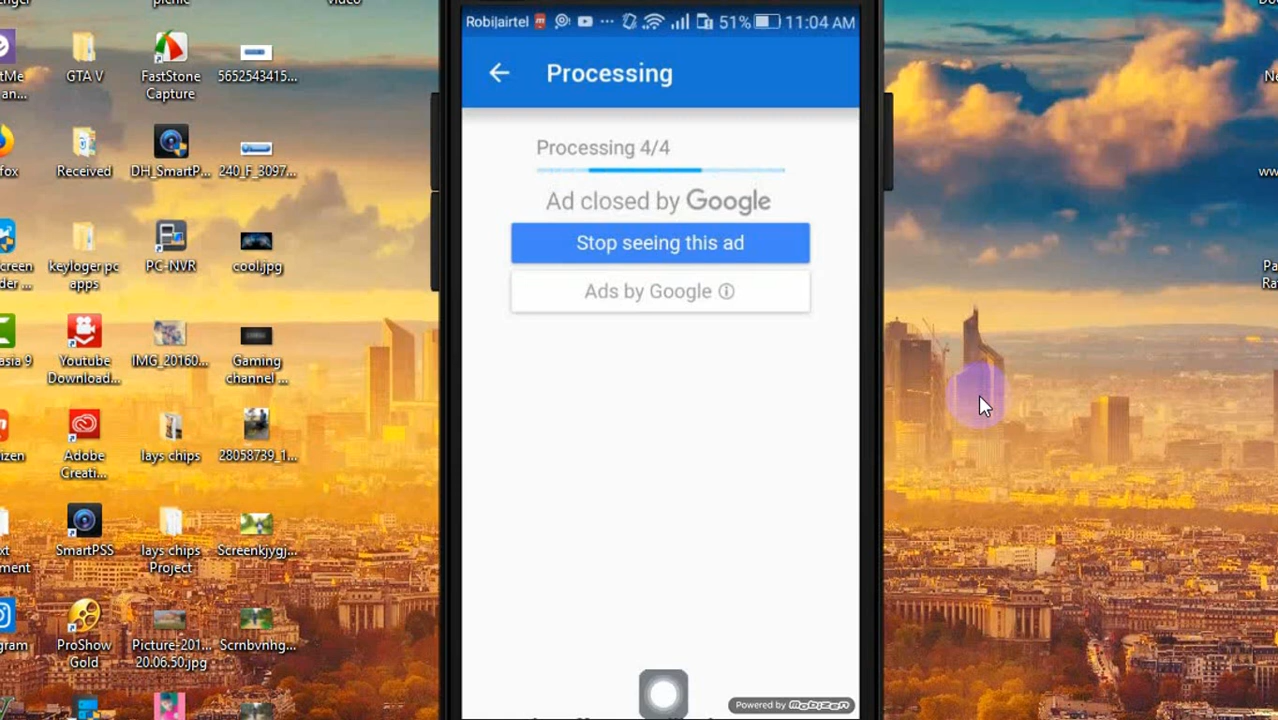 picnic
video
GTA V
FastStone
Capture
5652543415...
Received
DH_SmartP...
240_F_3097...
keyloger pc
apps
PC-NVR
cool.jpg
Youtube
Download...
IMG_20160...
Gaming
channel ...
Adobe
Creati...
lays chips
28058739_1...
SmartPSS
lays chips
Project
Screenkjygj...
ProShow
Gold
Picture-201...
20.06.50.jpg
Scrnbvnhg...
Robi|airtel 51% 11:04 AM
Processing
Processing 4/4
Ad closed by Google
Stop seeing this ad
Ads by Google
Powered by mobizen